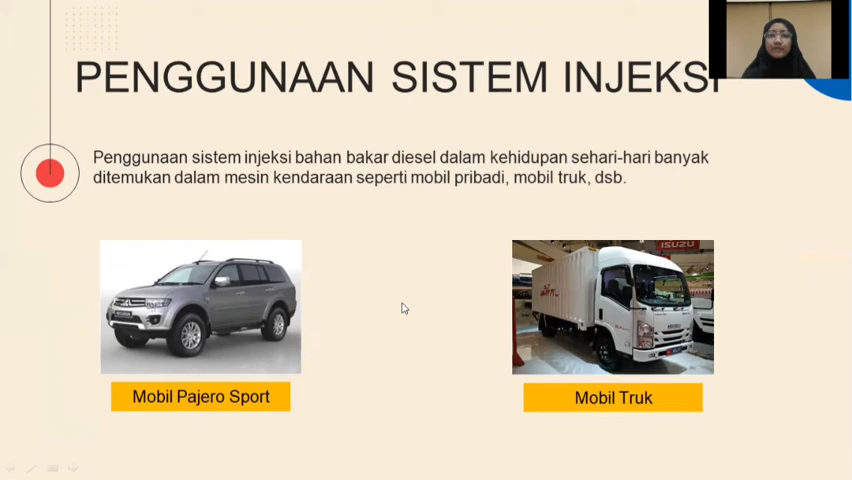 PENGGUNAAN SISTEM INJEKSI
Penggunaan sistem injeksi bahan bakar diesel dalam kehidupan sehari-hari banyak
ditemukan dalam mesin kendaraan seperti mobil pribadi, mobil truk, dsb.
ISUZU
Mobil Pajero Sport
Mobil Truk